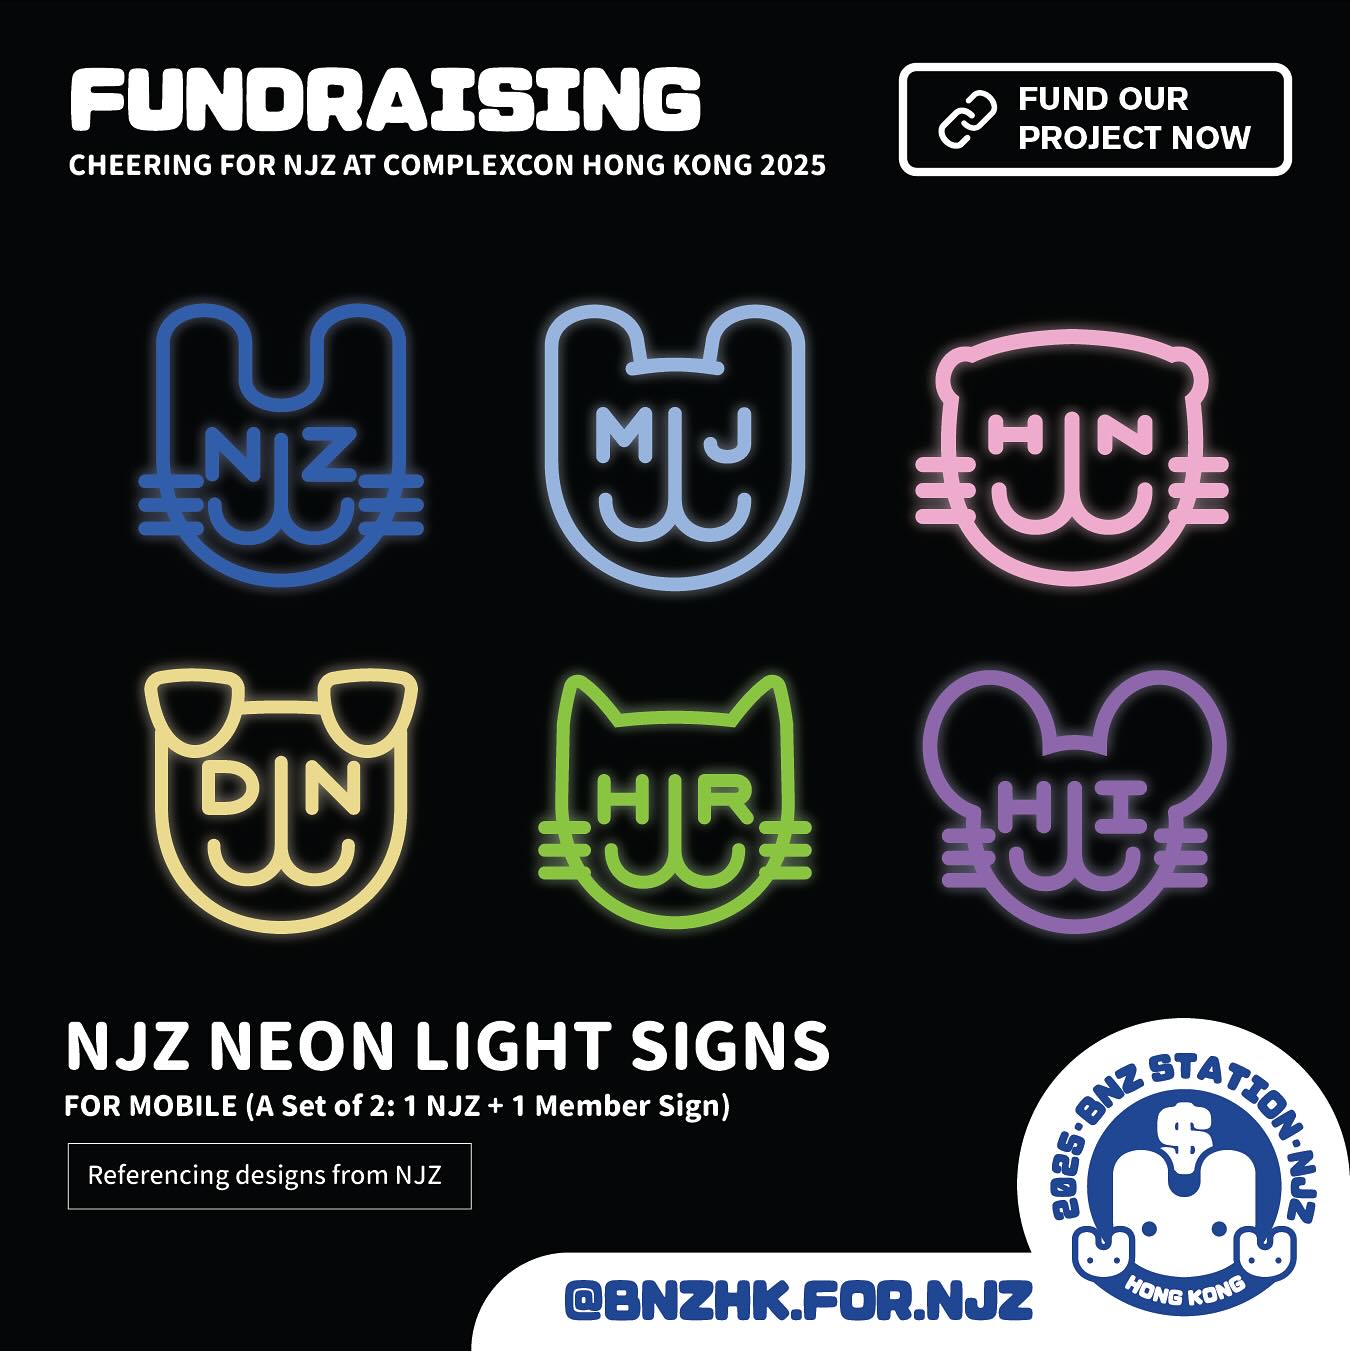 FUNDRAISING
CHEERING FOR NJZ AT COMPLEXCON HONG KONG 2025
FUND OUR
PROJECT NOW
NJZ
MJ
HN
DN
HR
HI
NJZ NEON LIGHT SIGNS
FOR MOBILE (A Set of 2: 1 NJZ + 1 Member Sign)
Referencing designs from NJZ
2025·BNZ STATION·NJZ
$
HONG KONG
@BNZHK.FOR.NJZ